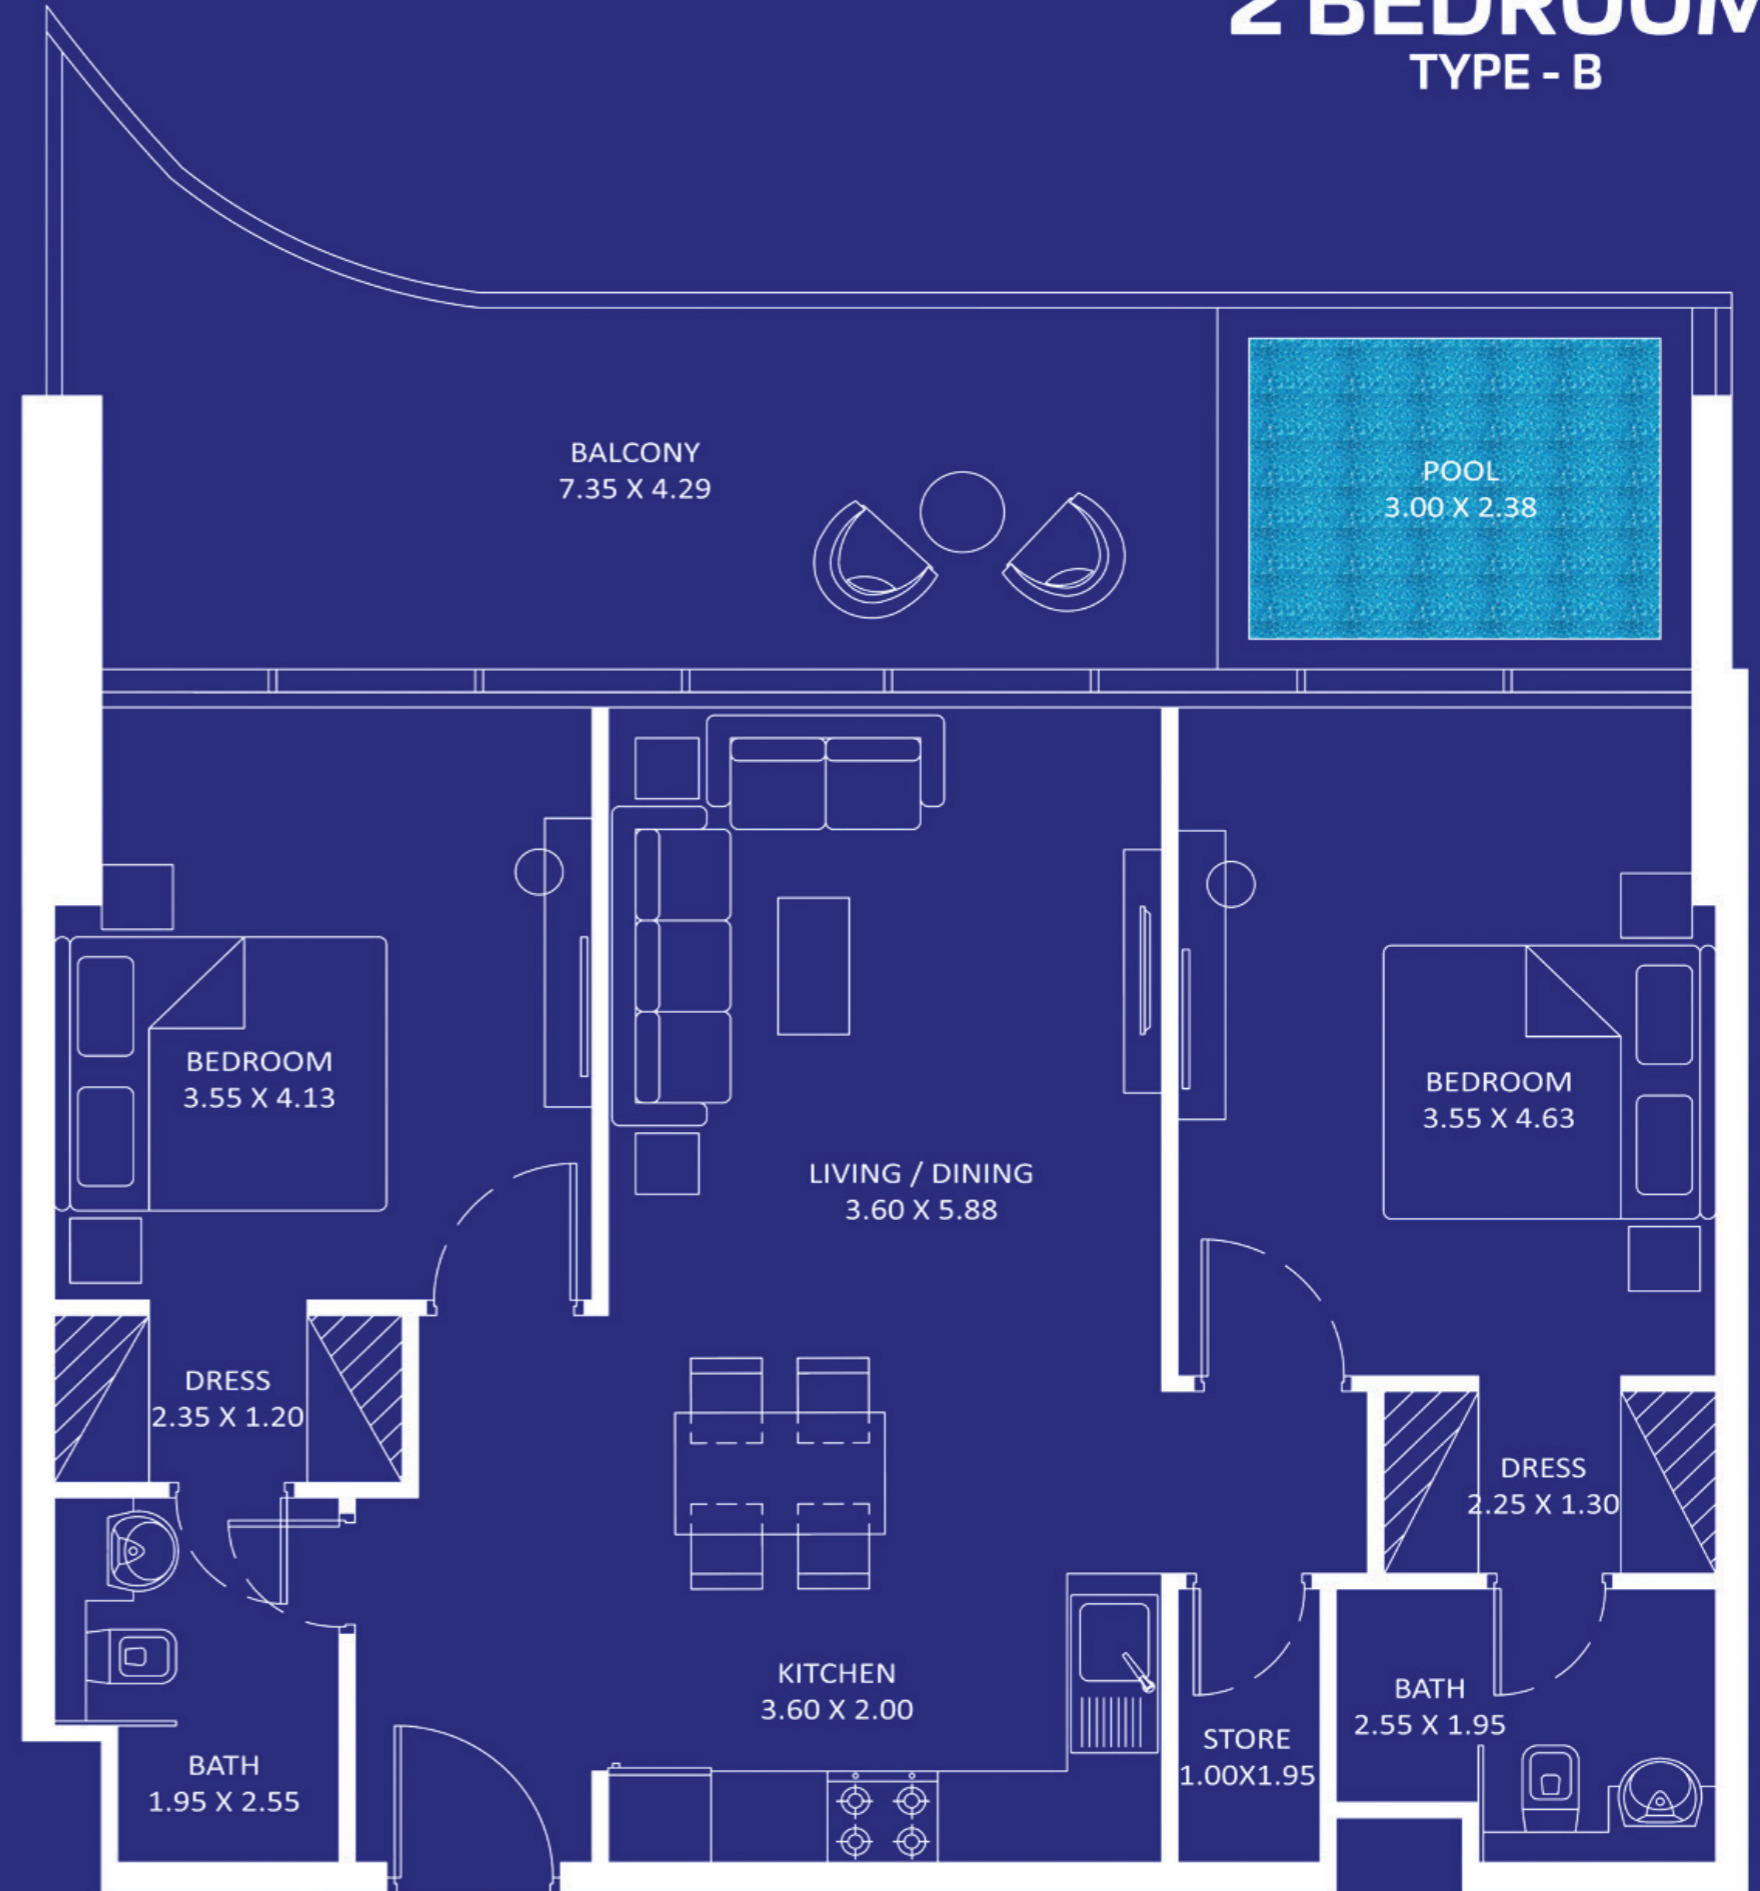 2 BEDROOM
TYPE - B
BALCONY
7.35 X 4.29
POOL
3.00 X 2.38
BEDROOM
3.55 X 4.13
BEDROOM
3.55 X 4.63
LIVING / DINING
3.60 X 5.88
DRESS
2.35 X 1.20
DRESS
2.25 X 1.30
KITCHEN
3.60 X 2.00
BATH
2.55 X 1.95
STORE
1.00X1.95
BATH
1.95 X 2.55